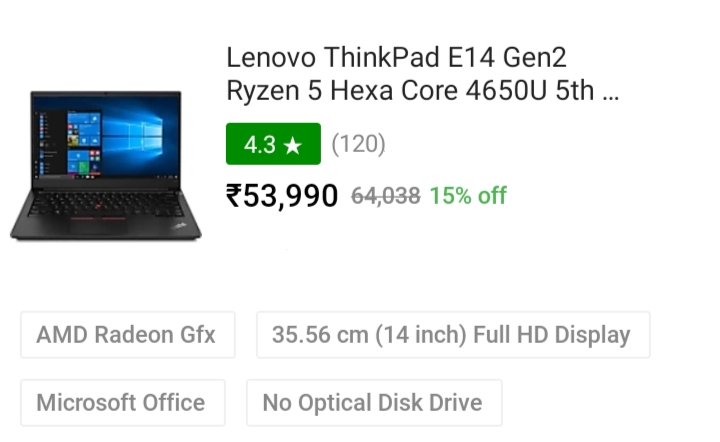 Lenovo ThinkPad E14 Gen2
Ryzen 5 Hexa Core 4650U 5th ...
4.3 ★ (120)
₹53,990 64,038 15% off
AMD Radeon Gfx 35.56 cm (14 inch) Full HD Display
Microsoft Office No Optical Disk Drive